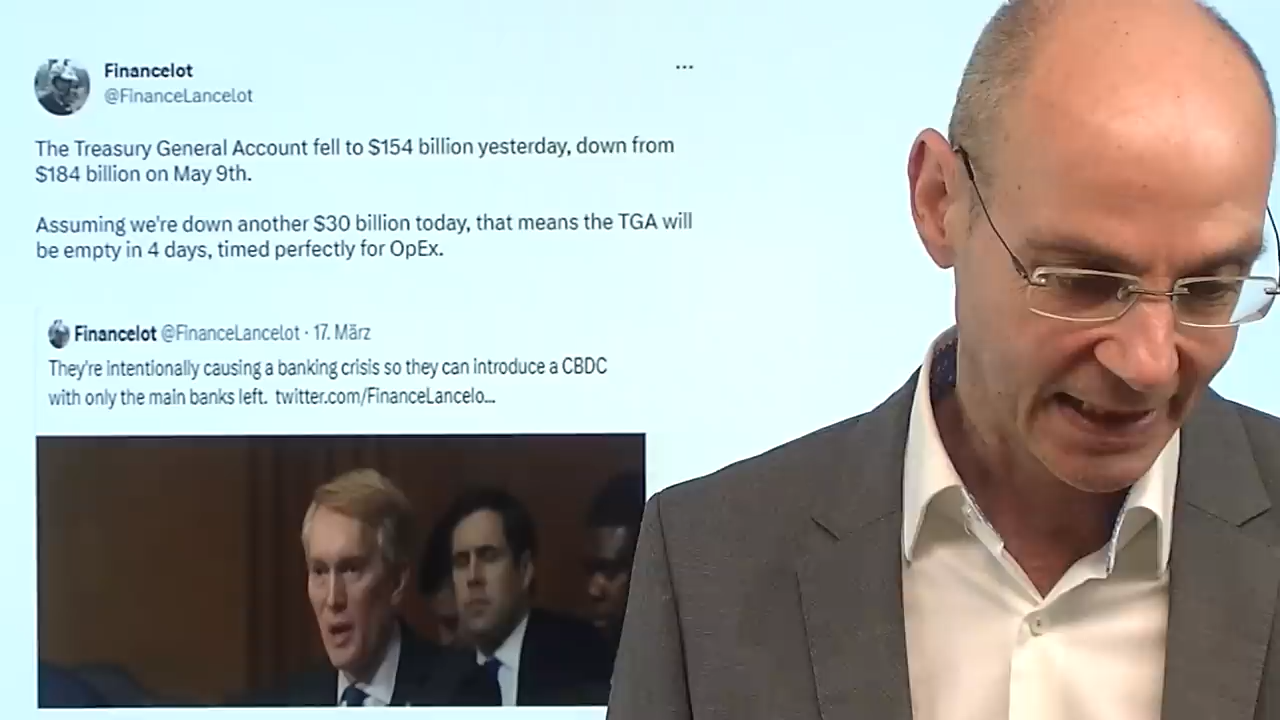 Financelot
@FinanceLancelot
The Treasury General Account fell to $154 billion yesterday, down from
$184 billion on May 9th.
Assuming we're down another $30 billion today, that means the TGA will
be empty in 4 days, timed perfectly for OpEx.
Financelot @FinanceLancelot · 17. März
They're intentionally causing a banking crisis so they can introduce a CBDC
with only the main banks left. twitter.com/FinanceLancelo...